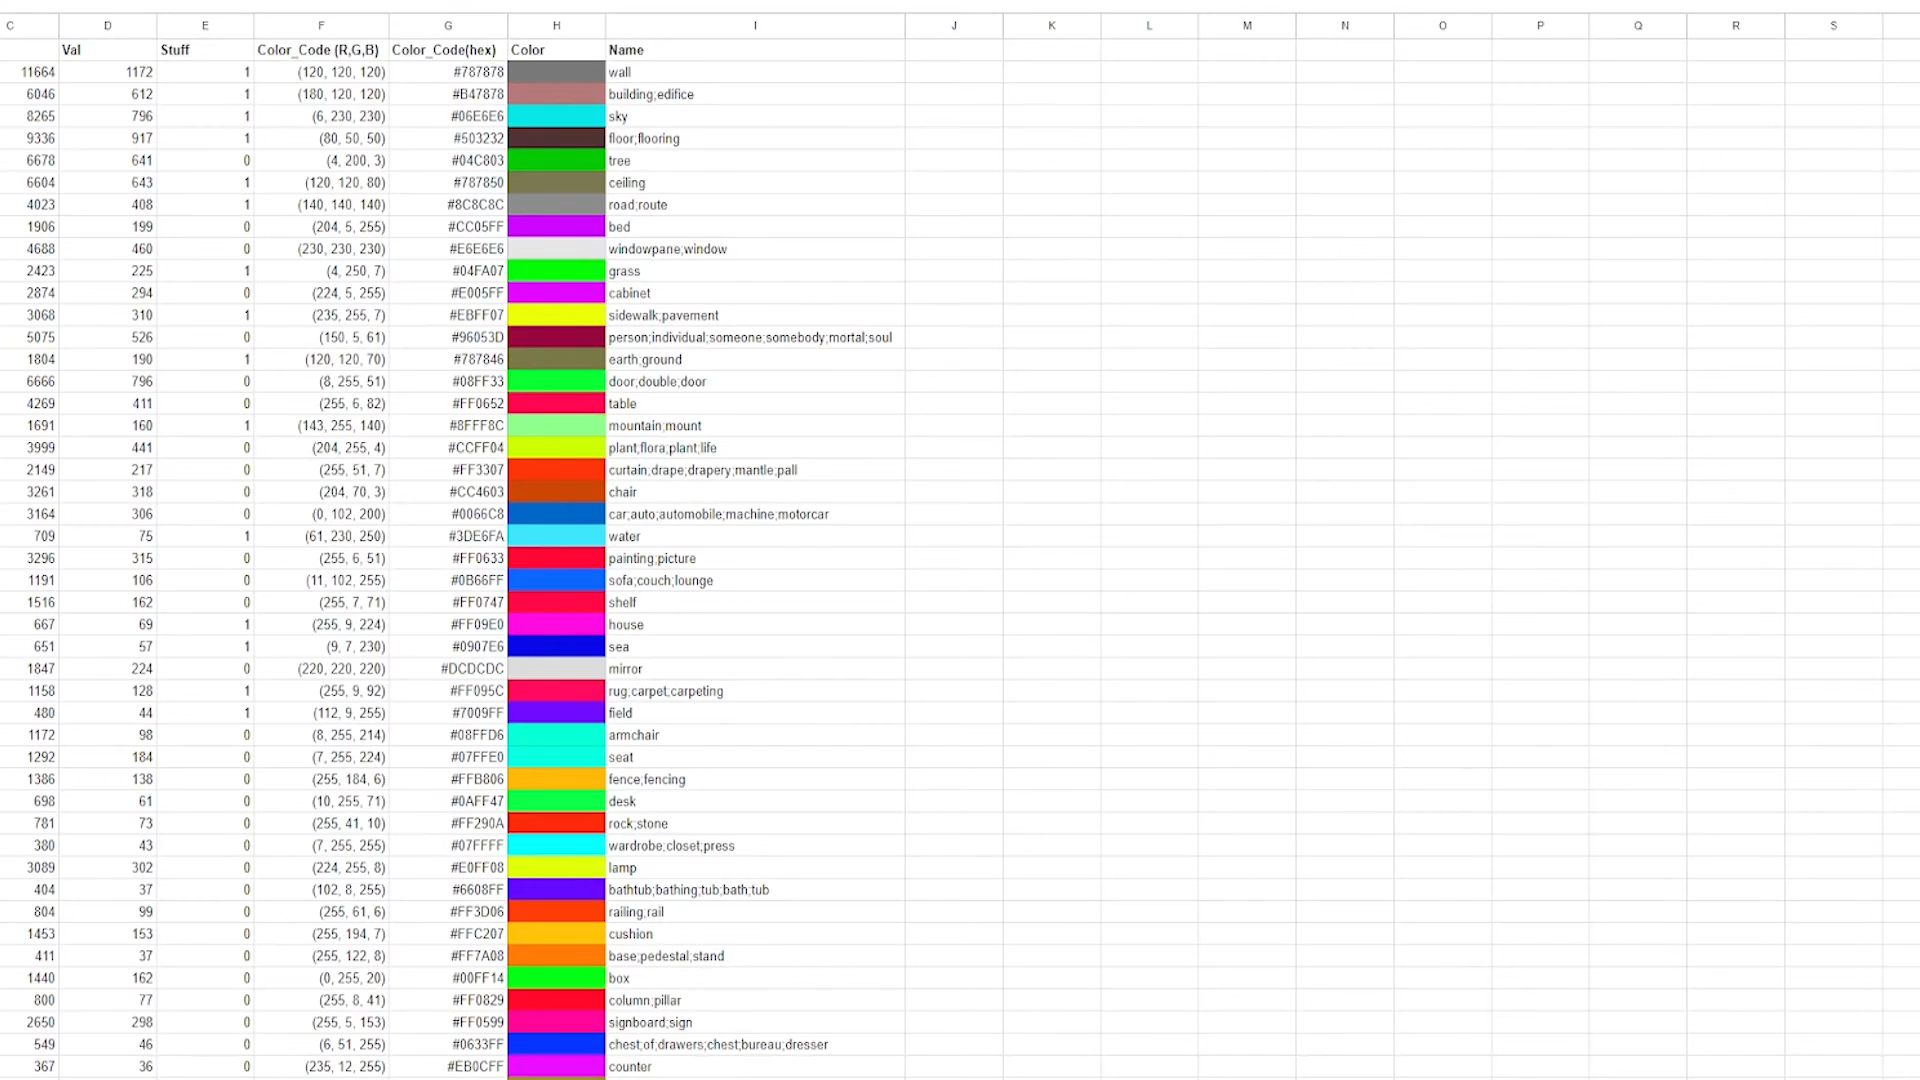 C D E F G H I J K L M N O P Q R S
Val Stuff Color_Code (R,G,B) Color_Code(hex) Color Name
11664 1172 1 (120, 120, 120) #787878 wall
6046 612 1 (180, 120, 120) #B47878 building;edifice
8265 796 1 (6, 230, 230) #06E6E6 sky
9336 917 1 (80, 50, 50) #503232 floor;flooring
6678 641 0 (4, 200, 3) #04C803 tree
6604 643 1 (120, 120, 80) #787850 ceiling
4023 408 1 (140, 140, 140) #8C8C8C road;route
1906 199 0 (204, 5, 255) #CC05FF bed
4688 460 0 (230, 230, 230) #E6E6E6 windowpane;window
2423 225 1 (4, 250, 7) #04FA07 grass
2874 294 0 (224, 5, 255) #E005FF cabinet
3068 310 1 (235, 255, 7) #EBFF07 sidewalk;pavement
5075 526 0 (150, 5, 61) #96053D person;individual;someone;somebody;mortal;soul
1804 190 1 (120, 120, 70) #787846 earth;ground
6666 796 0 (8, 255, 51) #08FF33 door;double;door
4269 411 0 (255, 6, 82) #FF0652 table
1691 160 1 (143, 255, 140) #8FFF8C mountain;mount
3999 441 0 (204, 255, 4) #CCFF04 plant;flora;plant;life
2149 217 0 (255, 51, 7) #FF3307 curtain;drape;drapery;mantle;pall
3261 318 0 (204, 70, 3) #CC4603 chair
3164 306 0 (0, 102, 200) #0066C8 car;auto;automobile;machine;motorcar
709 75 1 (61, 230, 250) #3DE6FA water
3296 315 0 (255, 6, 51) #FF0633 painting;picture
1191 106 0 (11, 102, 255) #0B66FF sofa;couch;lounge
1516 162 0 (255, 7, 71) #FF0747 shelf
667 69 1 (255, 9, 224) #FF09E0 house
651 57 1 (9, 7, 230) #0907E6 sea
1847 224 0 (220, 220, 220) #DCDCDC mirror
1158 128 1 (255, 9, 92) #FF095C rug;carpet;carpeting
480 44 1 (112, 9, 255) #7009FF field
1172 98 0 (8, 255, 214) #08FFD6 armchair
1292 184 0 (7, 255, 224) #07FFE0 seat
1386 138 0 (255, 184, 6) #FFB806 fence;fencing
698 61 0 (10, 255, 71) #0AFF47 desk
781 73 0 (255, 41, 10) #FF290A rock;stone
380 43 0 (7, 255, 255) #07FFFF wardrobe;closet;press
3089 302 0 (224, 255, 8) #E0FF08 lamp
404 37 0 (102, 8, 255) #6608FF bathtub;bathing;tub;bath;tub
804 99 0 (255, 61, 6) #FF3D06 railing;rail
1453 153 0 (255, 194, 7) #FFC207 cushion
411 37 0 (255, 122, 8) #FF7A08 base;pedestal;stand
1440 162 0 (0, 255, 20) #00FF14 box
800 77 0 (255, 8, 41) #FF0829 column;pillar
2650 298 0 (255, 5, 153) #FF0599 signboard;sign
549 46 0 (6, 51, 255) #0633FF chest;of;drawers;chest;bureau;dresser
367 36 0 (235, 12, 255) #EB0CFF counter